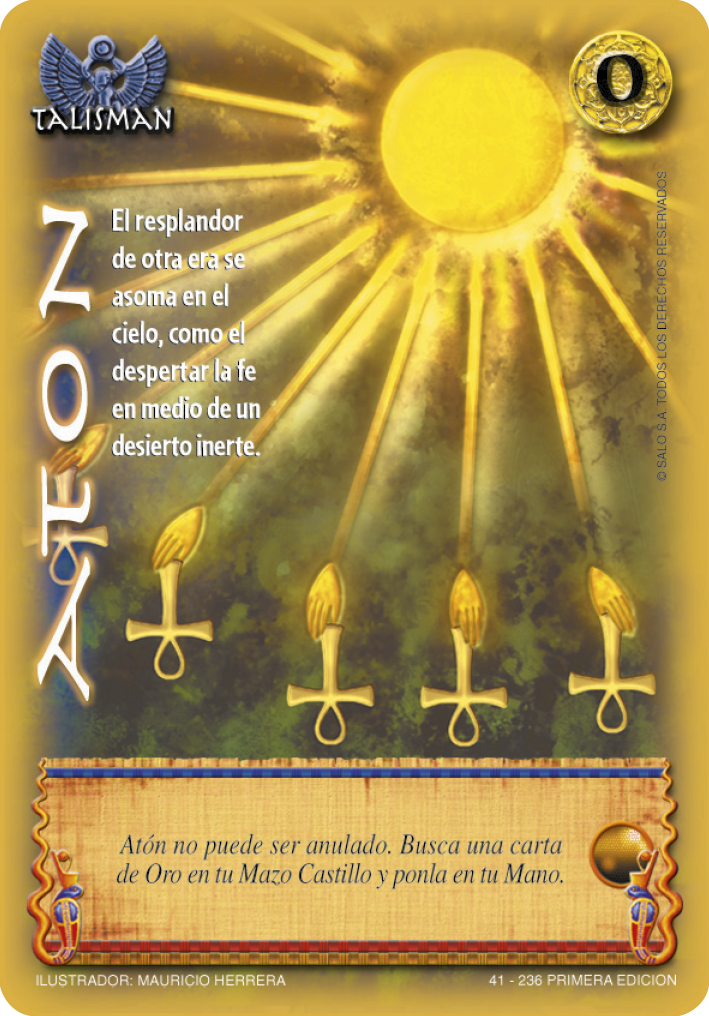 TALISMAN
0
ATON
El resplandor
de otra era se
asoma en el
cielo, como el
despertar la fe
en medio de un
desierto inerte.
© SALO S.A. TODOS LOS DERECHOS RESERVADOS
Atón no puede ser anulado. Busca una carta
de Oro en tu Mazo Castillo y ponla en tu Mano.
ILUSTRADOR: MAURICIO HERRERA
41 - 236 PRIMERA EDICION